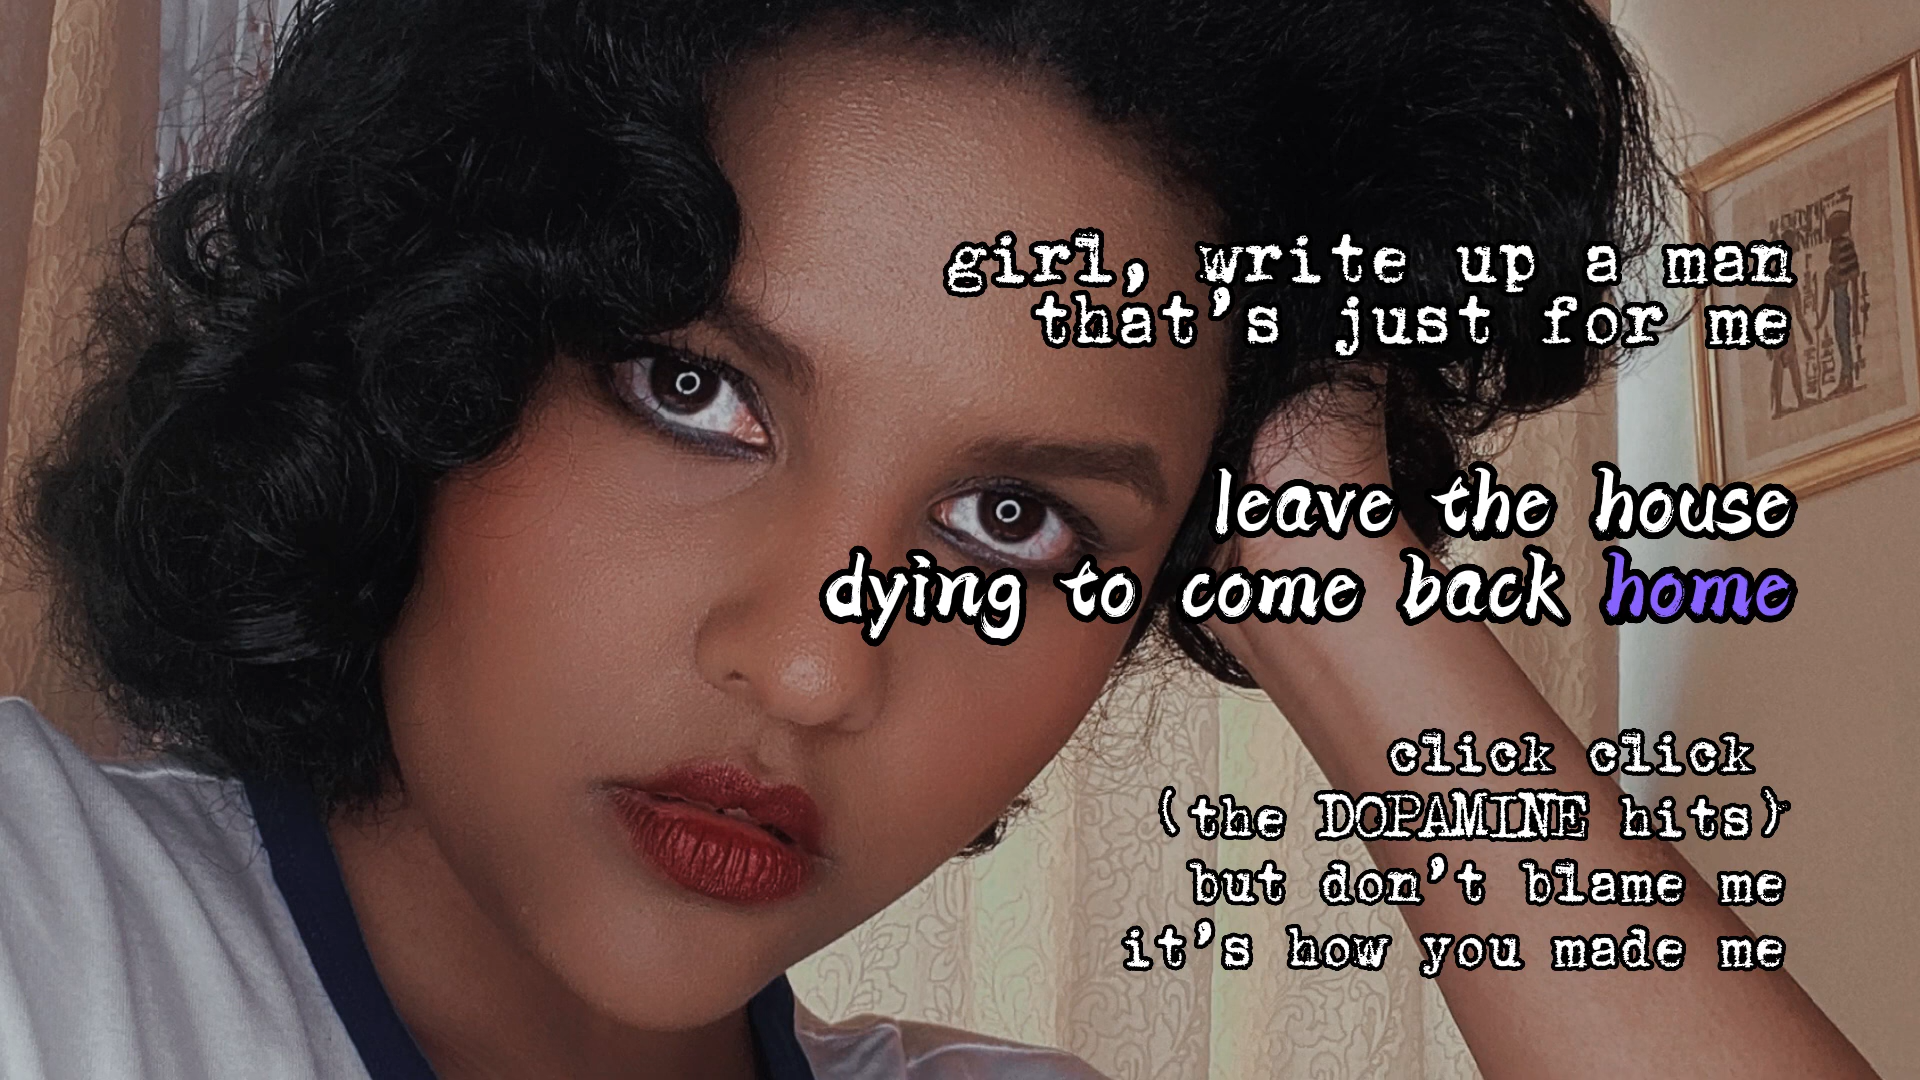 girl, write up a man
that's just for me
leave the house
dying to come back home
click click
(the DOPAMINE hits)
but don't blame me
it's how you made me